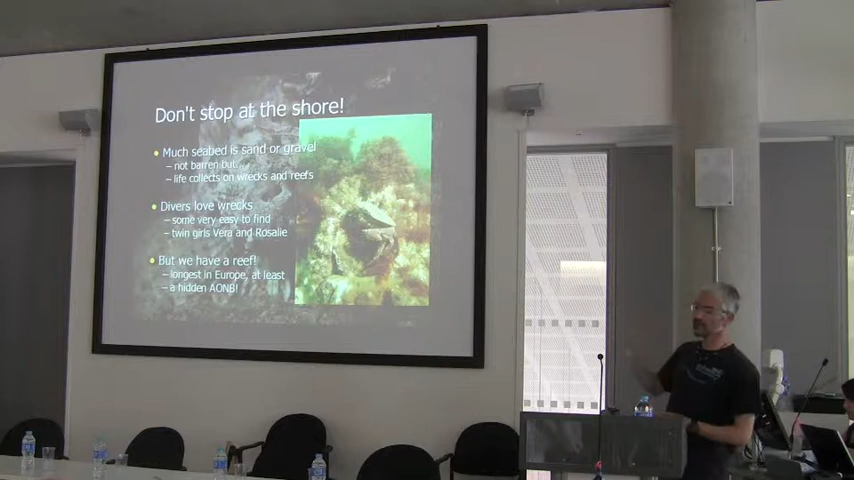 Don't stop at the shore!
• Much seabed is sand or gravel
– not barren but...
– life collects on wrecks and reefs
• Divers love wrecks
– some very easy to find
– twin girls Vera and Rosalie
• But we have a reef!
– longest in Europe, at least
– a hidden AONB!